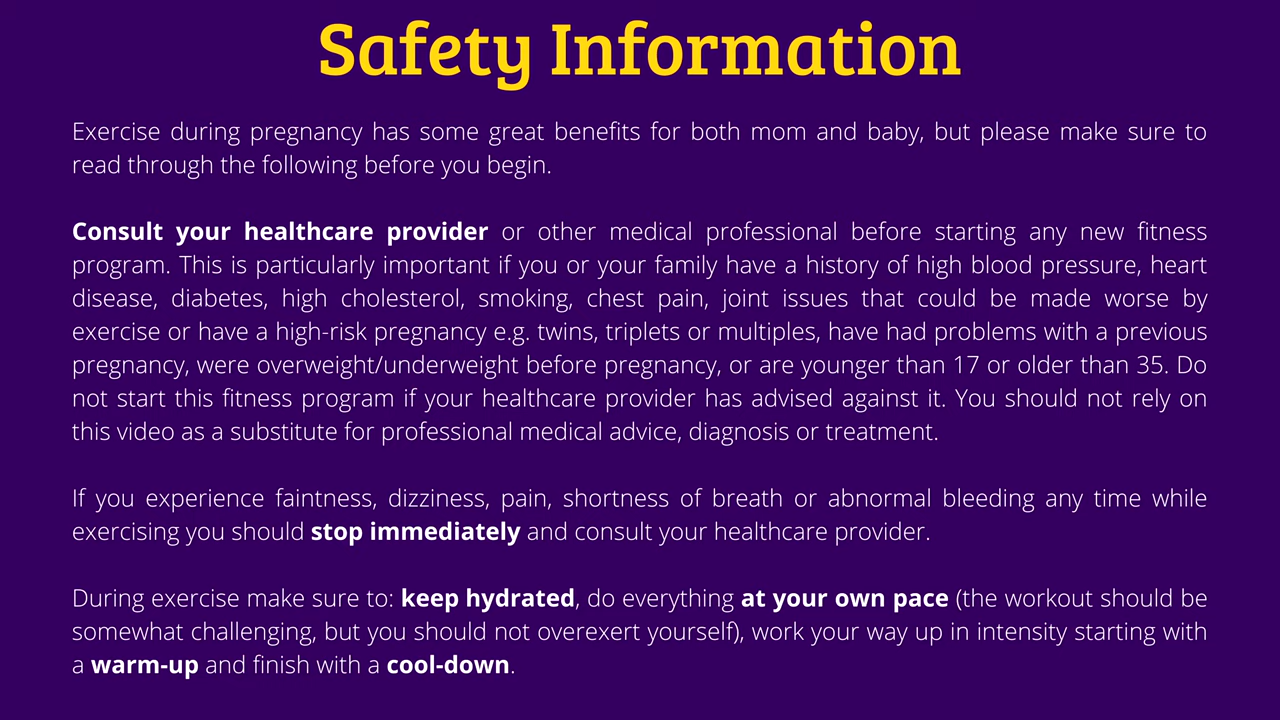 Safety Information
Exercise during pregnancy has some great benefits for both mom and baby, but please make sure to
read through the following before you begin.
Consult your healthcare provider or other medical professional before starting any new fitness
program. This is particularly important if you or your family have a history of high blood pressure, heart
disease, diabetes, high cholesterol, smoking, chest pain, joint issues that could be made worse by
exercise or have a high-risk pregnancy e.g. twins, triplets or multiples, have had problems with a previous
pregnancy, were overweight/underweight before pregnancy, or are younger than 17 or older than 35. Do
not start this fitness program if your healthcare provider has advised against it. You should not rely on
this video as a substitute for professional medical advice, diagnosis or treatment.
If you experience faintness, dizziness, pain, shortness of breath or abnormal bleeding any time while
exercising you should stop immediately and consult your healthcare provider.
During exercise make sure to: keep hydrated, do everything at your own pace (the workout should be
somewhat challenging, but you should not overexert yourself), work your way up in intensity starting with
a warm-up and finish with a cool-down.